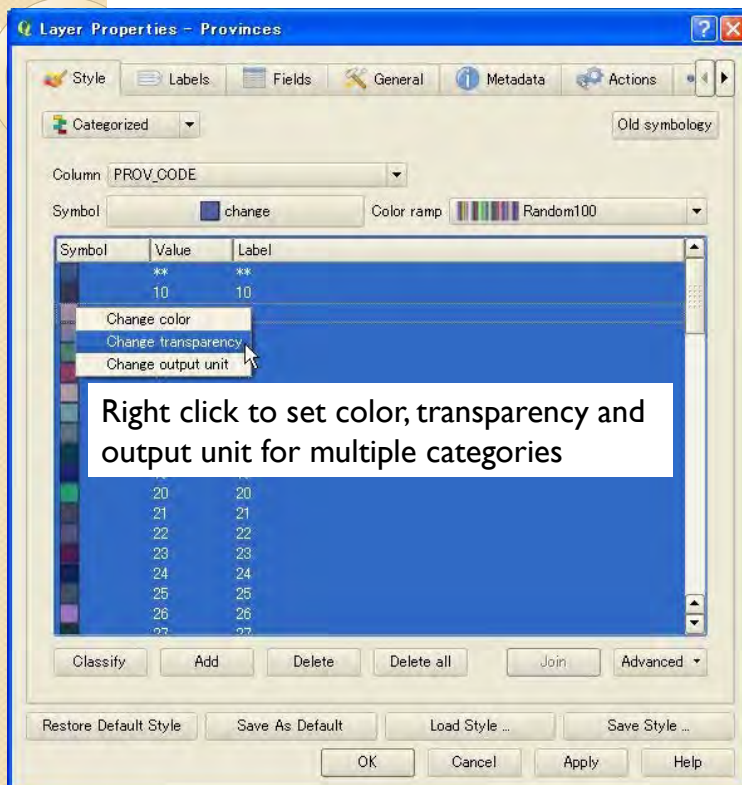 Layer Properties - Provinces
Style Labels Fields General Metadata Actions
Categorized Old symbology
Column PROV_CODE
Symbol change Color ramp Random100
Symbol Value Label
** **
10 10
Change color
Change transparency
Change output unit
Right click to set color, transparency and
output unit for multiple categories
20 20
21 21
22 22
23 23
24 24
25 25
26 26
27 27
Classify Add Delete Delete all Join Advanced
Restore Default Style Save As Default Load Style ... Save Style ...
OK Cancel Apply Help